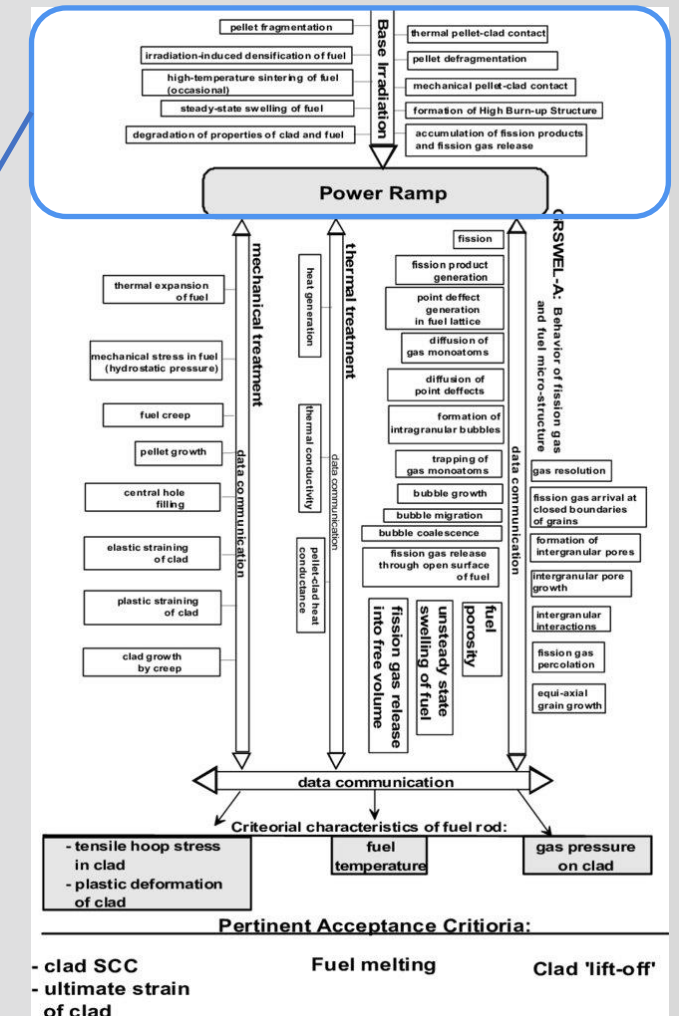 pellet fragmentation
irradiation-induced densification of fuel
high-temperature sintering of fuel
(occasional)
steady-state swelling of fuel
degradation of properties of clad and fuel
Base Irradiation
thermal pellet-clad contact
pellet defragmentation
mechanical pellet-clad contact
formation of High Burn-up Structure
accumulation of fission products
and fission gas release
Power Ramp
mechanical treatment
thermal expansion
of fuel
mechanical stress in fuel
(hydrostatic pressure)
fuel creep
pellet growth
central hole
filling
elastic straining
of clad
plastic straining
of clad
clad growth
by creep
data communication
thermal treatment
heat generation
thermal conductivity
pellet-clad heat
conductance
data communication
fission
fission product
generation
point deffect
generation
in fuel lattice
diffusion of
gas monoatoms
diffusion of
point deffects
formation of
intragranular bubbles
trapping of
gas monoatoms
bubble growth
bubble migration
bubble coalescence
fission gas release
through open surface
of fuel
fission gas release
into free volume
unsteady state
swelling of fuel
fuel
porosity
data communication
GRSWEL-A: Behavior of fission gas
and fuel micro-structure
gas resolution
fission gas arrival at
closed boundaries
of grains
formation of
intergranular pores
intergranular pore
growth
intergranular
interactions
fission gas
percolation
equi-axial
grain growth
data communication
Criteorial characteristics of fuel rod:
- tensile hoop stress
in clad
- plastic deformation
of clad
fuel
temperature
gas pressure
on clad
Pertinent Acceptance Critioria:
- clad SCC
- ultimate strain
of clad
Fuel melting
Clad 'lift-off'